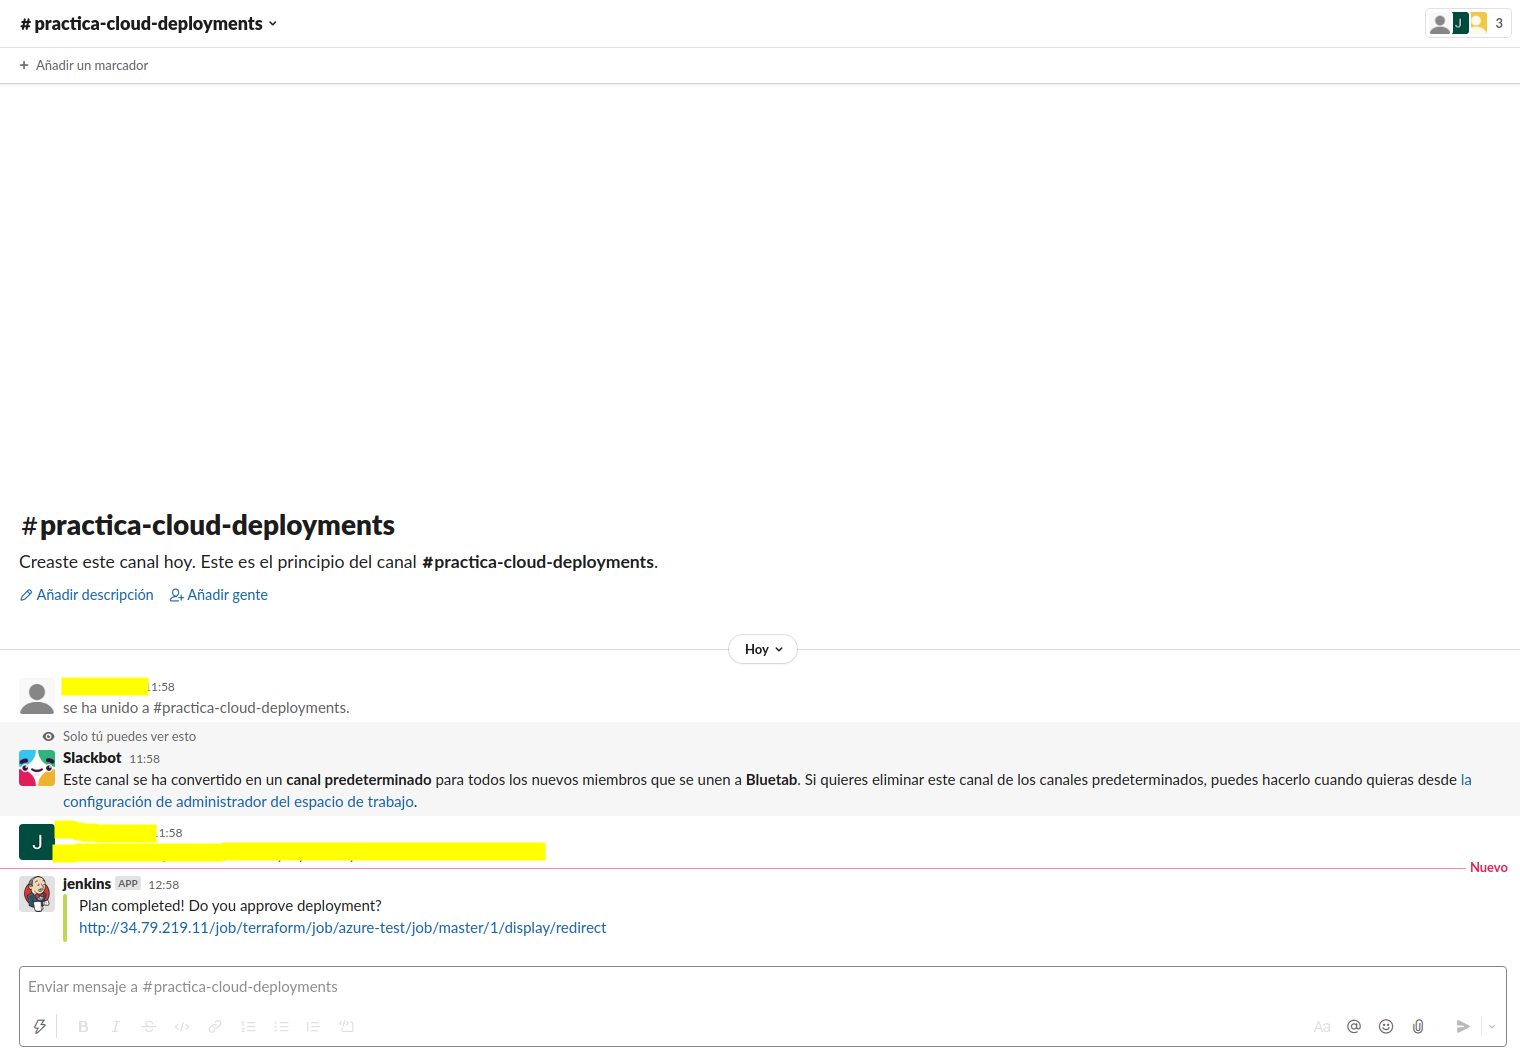 # practica-cloud-deployments
J 3
+ Añadir un marcador
#practica-cloud-deployments
Creaste este canal hoy. Este es el principio del canal #practica-cloud-deployments.
Añadir descripción Añadir gente
Hoy
11:58
se ha unido a #practica-cloud-deployments.
Solo tú puedes ver esto
Slackbot 11:58
Este canal se ha convertido en un canal predeterminado para todos los nuevos miembros que se unen a Bluetab. Si quieres eliminar este canal de los canales predeterminados, puedes hacerlo cuando quieras desde la
configuración de administrador del espacio de trabajo.
J 11:58
Nuevo
jenkins APP 12:58
Plan completed! Do you approve deployment?
http://34.79.219.11/job/terraform/job/azure-test/job/master/1/display/redirect
Enviar mensaje a #practica-cloud-deployments
B I S </> Aa @